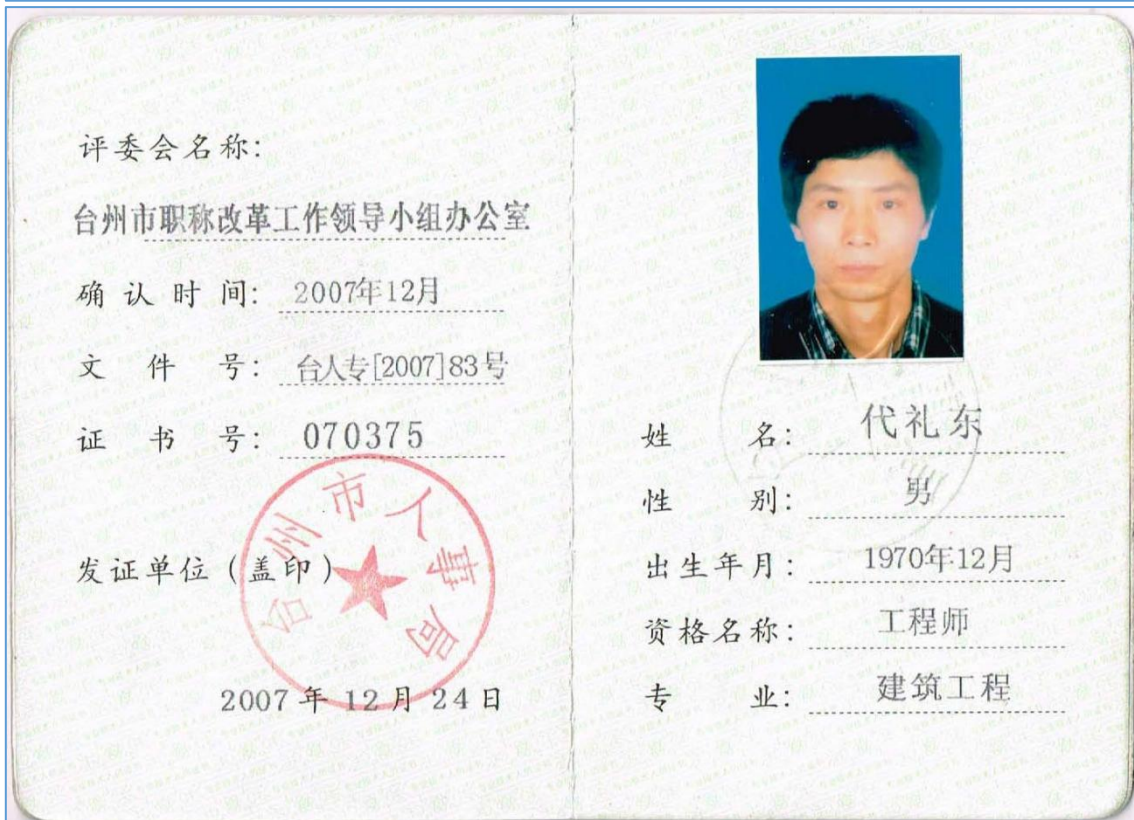 评委会名称:
台州市职称改革工作领导小组办公室
确认时间: 2007年12月
文件号: 台人专[2007]83号
证书号: 070375
台州市人事局
发证单位(盖印)
2007年12月24日
姓名: 代礼东
性别: 男
出生年月: 1970年12月
资格名称: 工程师
专业: 建筑工程